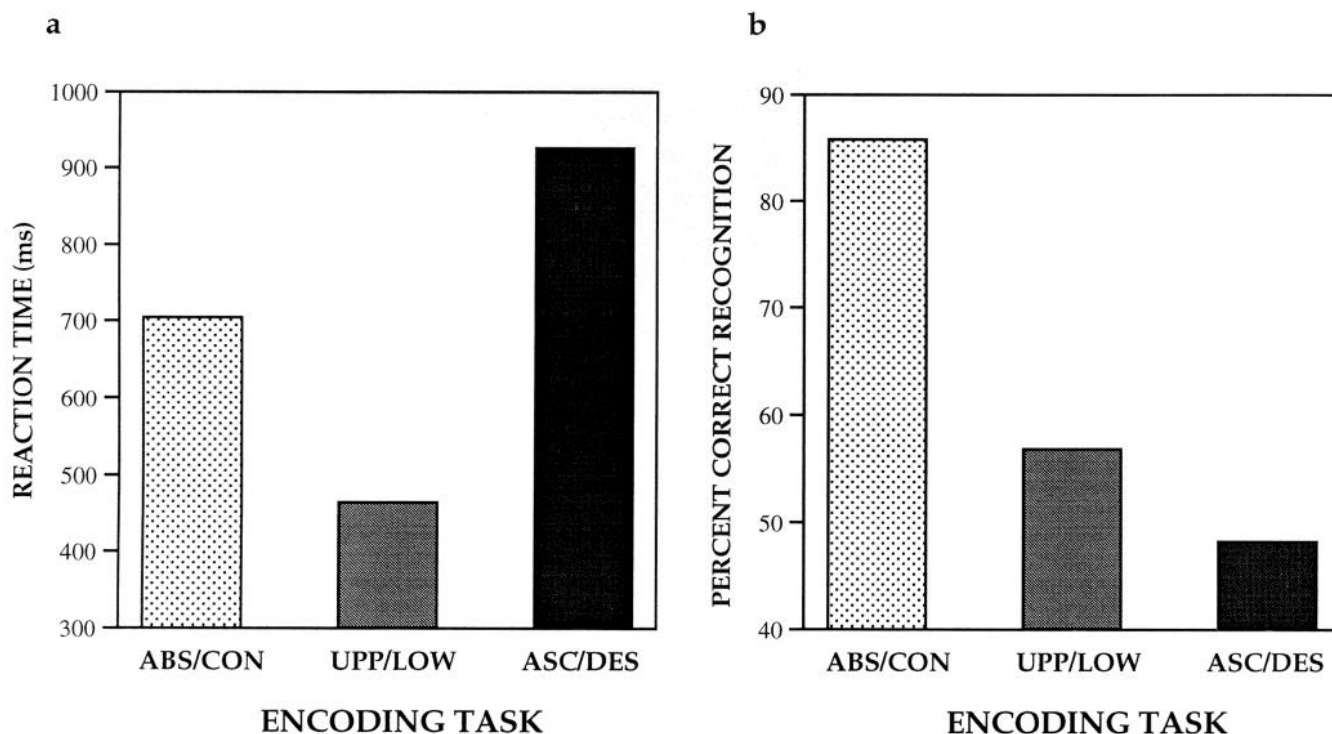 a
REACTION TIME (ms)
1000
900
800
700
600
500
400
300
ABS/CON UPP/LOW ASC/DES
ENCODING TASK
b
PERCENT CORRECT RECOGNITION
90
80
70
60
50
40
ABS/CON UPP/LOW ASC/DES
ENCODING TASK